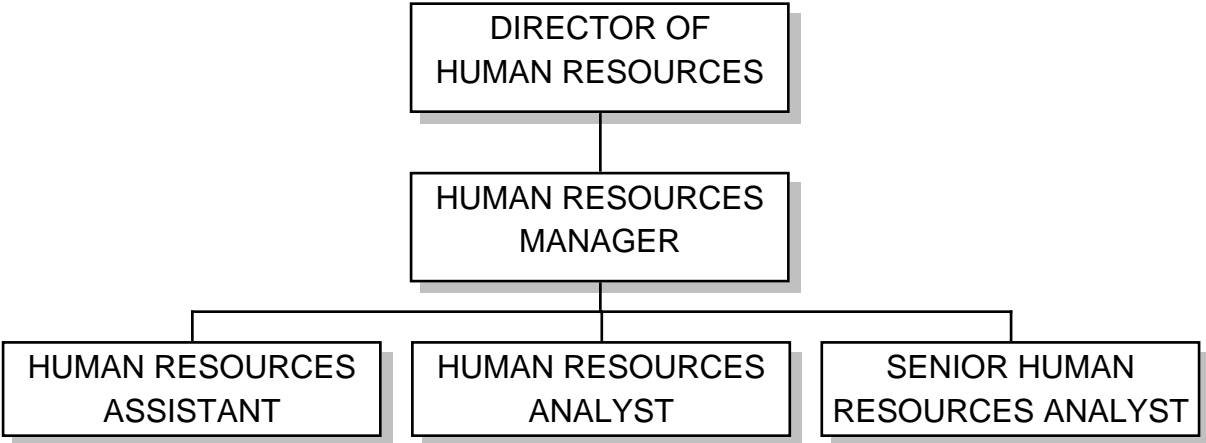 DIRECTOR OF
HUMAN RESOURCES
HUMAN RESOURCES
MANAGER
HUMAN RESOURCES
ASSISTANT
HUMAN RESOURCES
ANALYST
SENIOR HUMAN
RESOURCES ANALYST